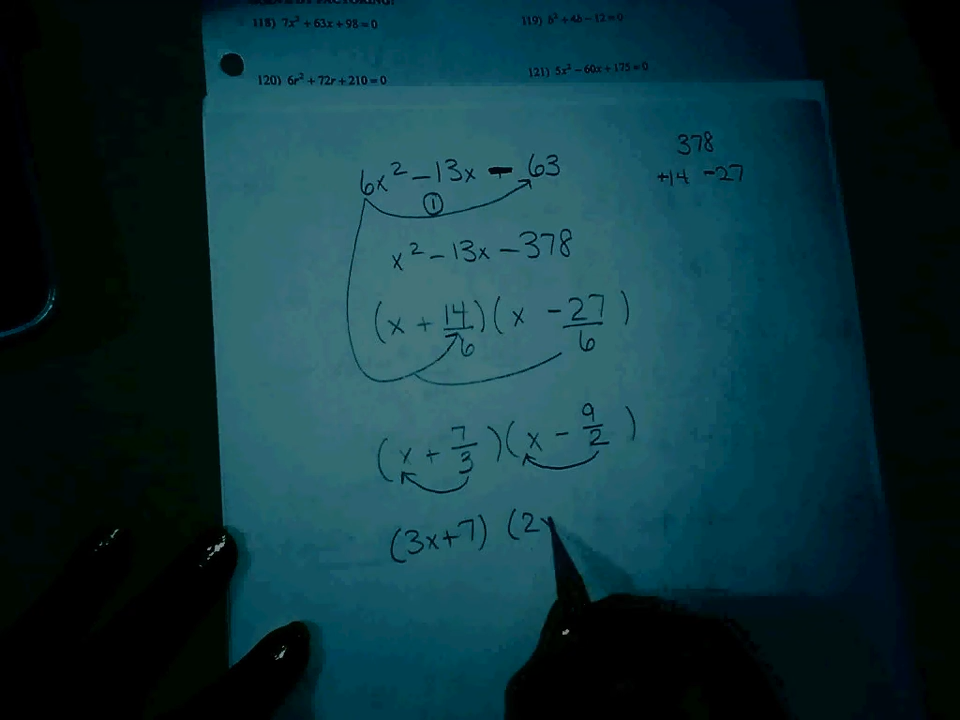 118) 7x² + 63x + 98 = 0
119) b² + 4b − 12 = 0
120) 6r² + 72r + 210 = 0
121) 5x² − 60x + 175 = 0
378
+14 −27
6x² − 13x − 63
①
x² − 13x − 378
(x + 14/6)(x − 27/6)
(x + 7/3)(x − 9/2)
(3x+7) (2x